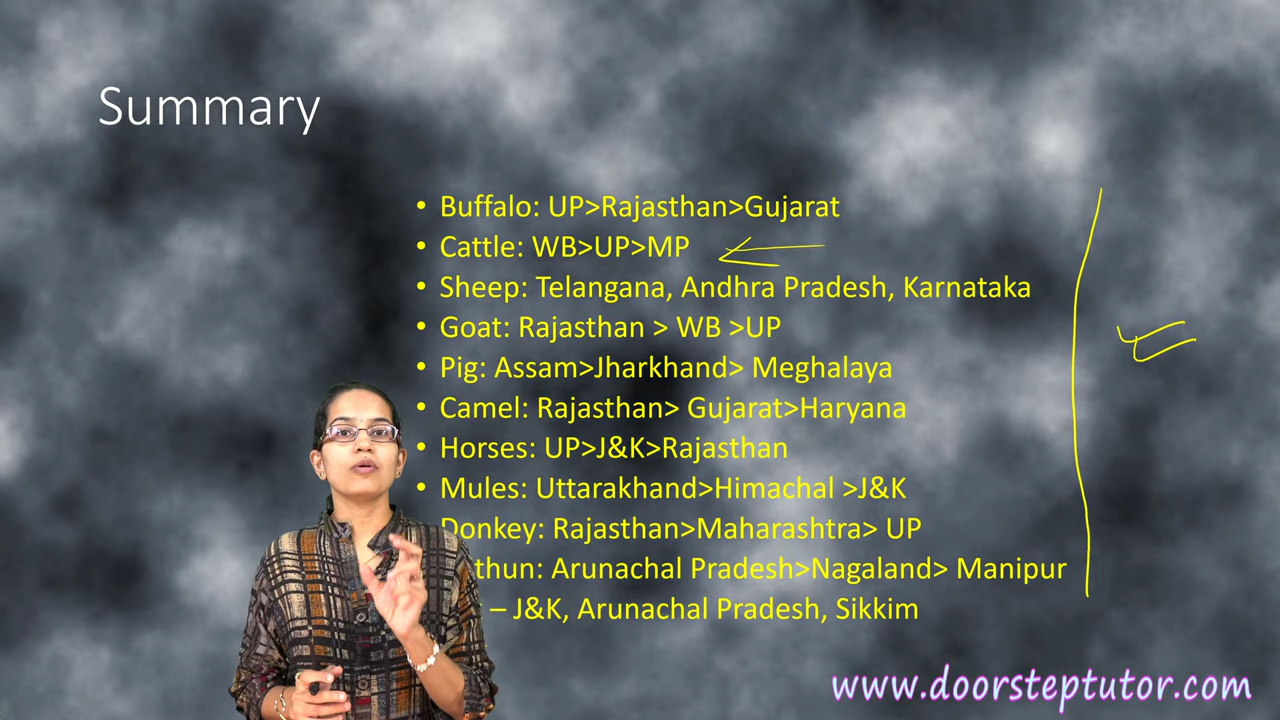 Summary
• Buffalo: UP>Rajasthan>Gujarat
• Cattle: WB>UP>MP
• Sheep: Telangana, Andhra Pradesh, Karnataka
• Goat: Rajasthan > WB >UP
• Pig: Assam>Jharkhand> Meghalaya
• Camel: Rajasthan> Gujarat>Haryana
• Horses: UP>J&K>Rajasthan
• Mules: Uttarakhand>Himachal >J&K
Donkey: Rajasthan>Maharashtra> UP
thun: Arunachal Pradesh>Nagaland> Manipur
– J&K, Arunachal Pradesh, Sikkim
www.doorsteptutor.com